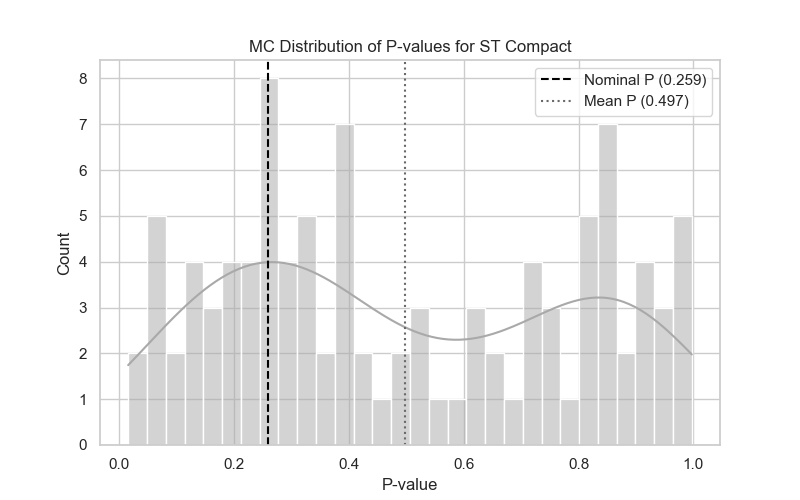 MC Distribution of P-values for ST Compact
Nominal P (0.259)
Mean P (0.497)
Count
8
7
6
5
4
3
2
1
0
0.0 0.2 0.4 0.6 0.8 1.0
P-value